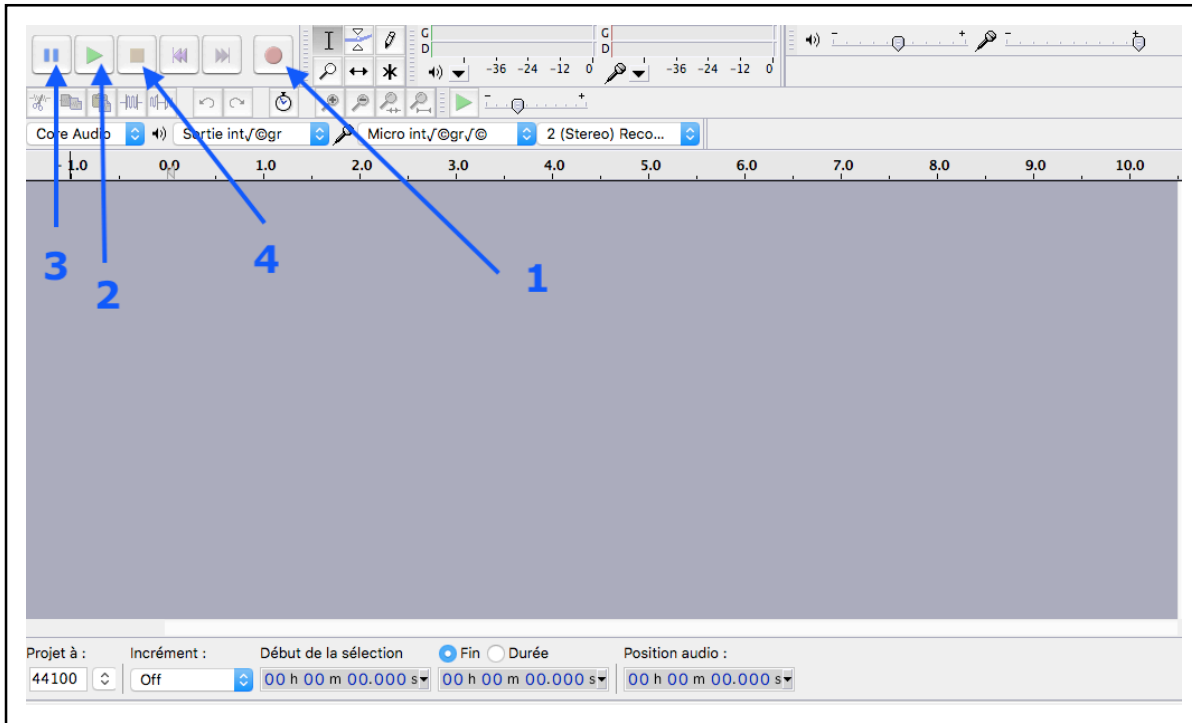 G
D
G
D
-36 -24 -12 0
-36 -24 -12 0
- +
- +
- +
Core Audio
Sortie int√©gr
Micro int√©gr√©
2 (Stereo) Reco...
- 1.0 0.0 1.0 2.0 3.0 4.0 5.0 6.0 7.0 8.0 9.0 10.0
3
2
4
1
Projet à : Incrément : Début de la sélection Fin Durée Position audio :
44100 Off 00 h 00 m 00.000 s 00 h 00 m 00.000 s 00 h 00 m 00.000 s